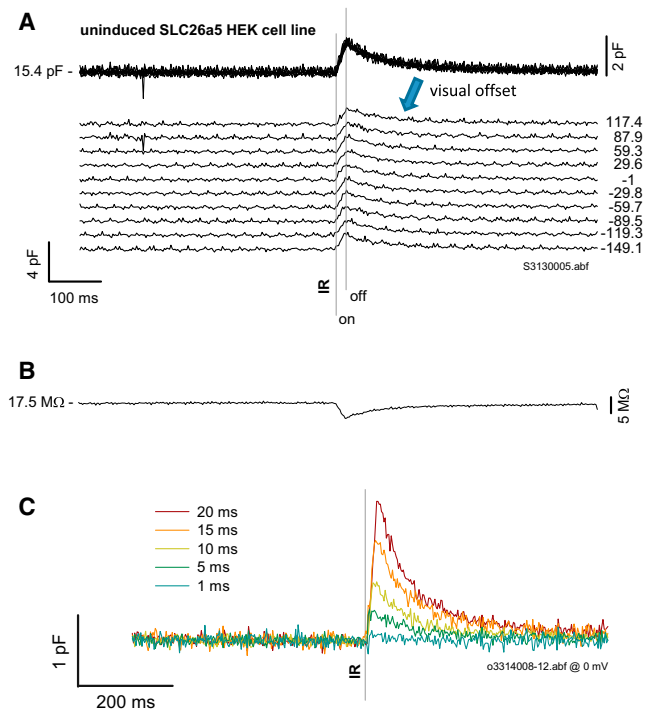 A
uninduced SLC26a5 HEK cell line
15.4 pF -
2 pF
visual offset
117.4
87.9
59.3
29.6
-1
-29.8
-59.7
-89.5
-119.3
-149.1
4 pF
100 ms
S3130005.abf
IR
off
on
B
17.5 MΩ -
5 MΩ
C
20 ms
15 ms
10 ms
5 ms
1 ms
1 pF
200 ms
IR
o3314008-12.abf @ 0 mV